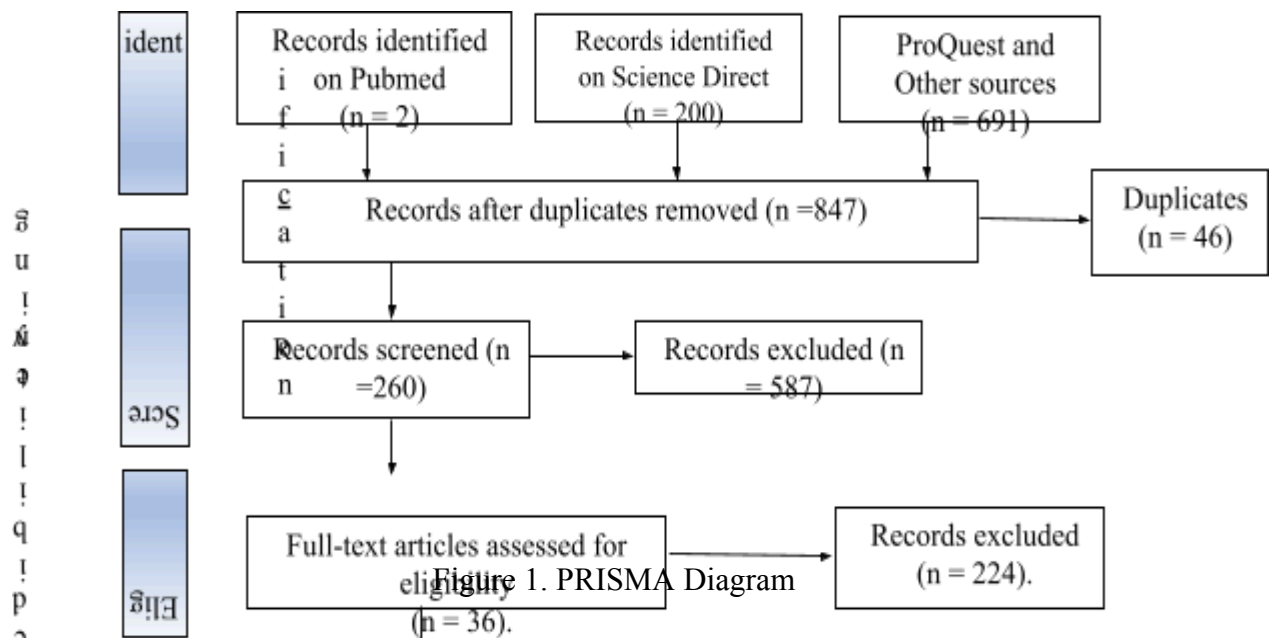 ident
Records identified
on Pubmed
(n = 2)
Records identified
on Science Direct
(n = 200)
ProQuest and
Other sources
(n = 691)
Records after duplicates removed (n =847)
Duplicates
(n = 46)
Scre
Records screened (n
=260)
Records excluded (n
= 587)
Elig
Full-text articles assessed for
eligibility
(n = 36).
Records excluded
(n = 224).
Figure 1. PRISMA Diagram